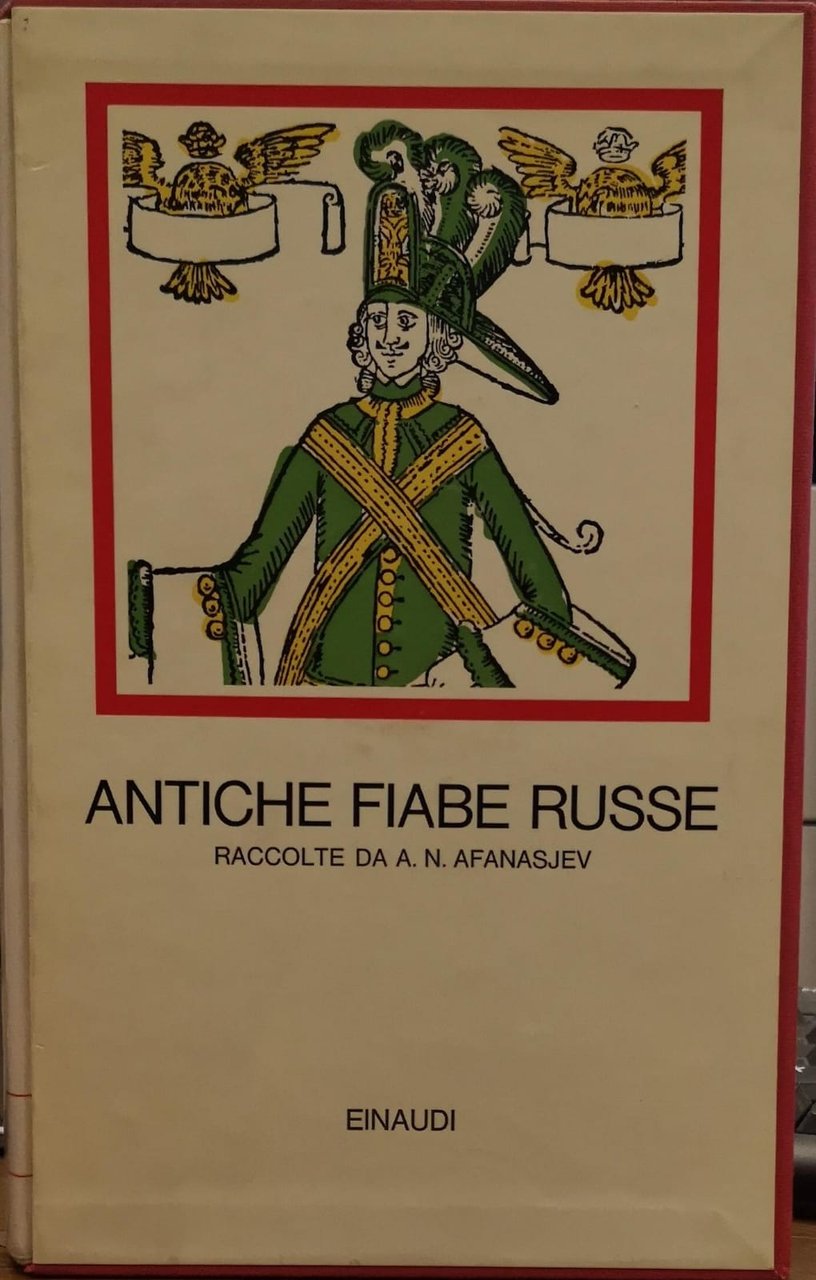 ANTICHE FIABE RUSSE
RACCOLTE DA A. N. AFANASJEV
EINAUDI